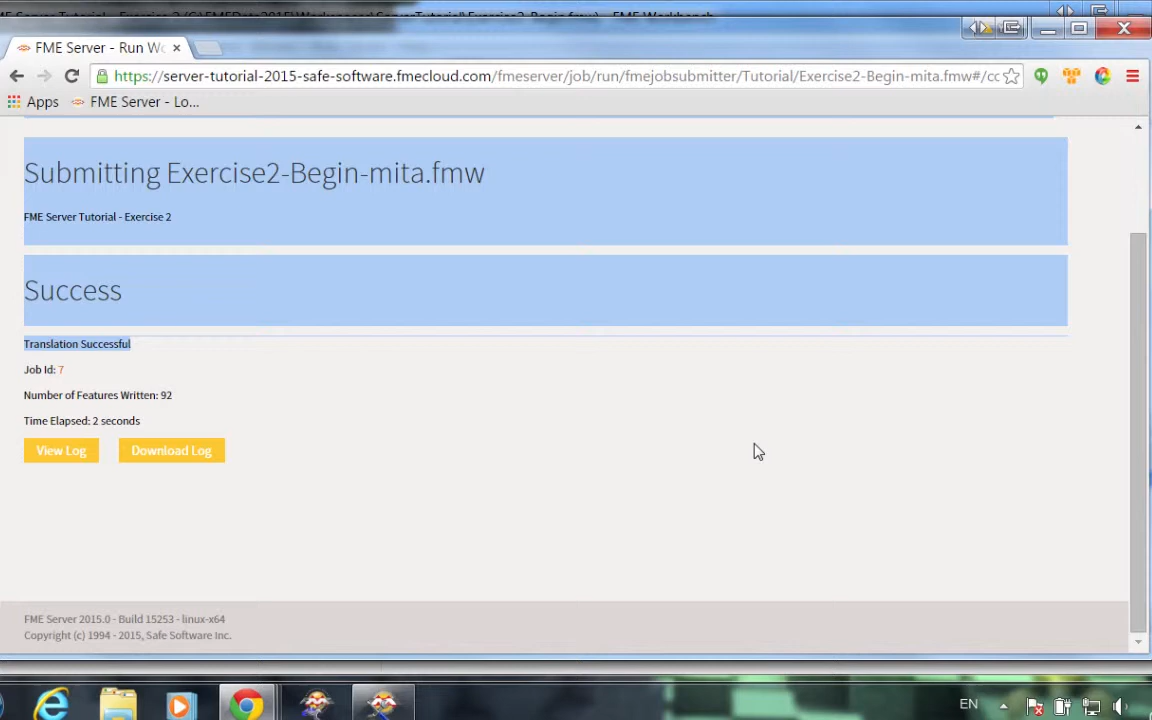 FME Server - Run Wo
https://server-tutorial-2015-safe-software.fmecloud.com/fmeserver/job/run/fmejobsubmitter/Tutorial/Exercise2-Begin-mita.fmw#/cc
Apps
FME Server - Lo...
Submitting Exercise2-Begin-mita.fmw
FME Server Tutorial - Exercise 2
Success
Translation Successful
Job Id: 7
Number of Features Written: 92
Time Elapsed: 2 seconds
View Log
Download Log
FME Server 2015.0 - Build 15253 - linux-x64
Copyright (c) 1994 - 2015, Safe Software Inc.
EN